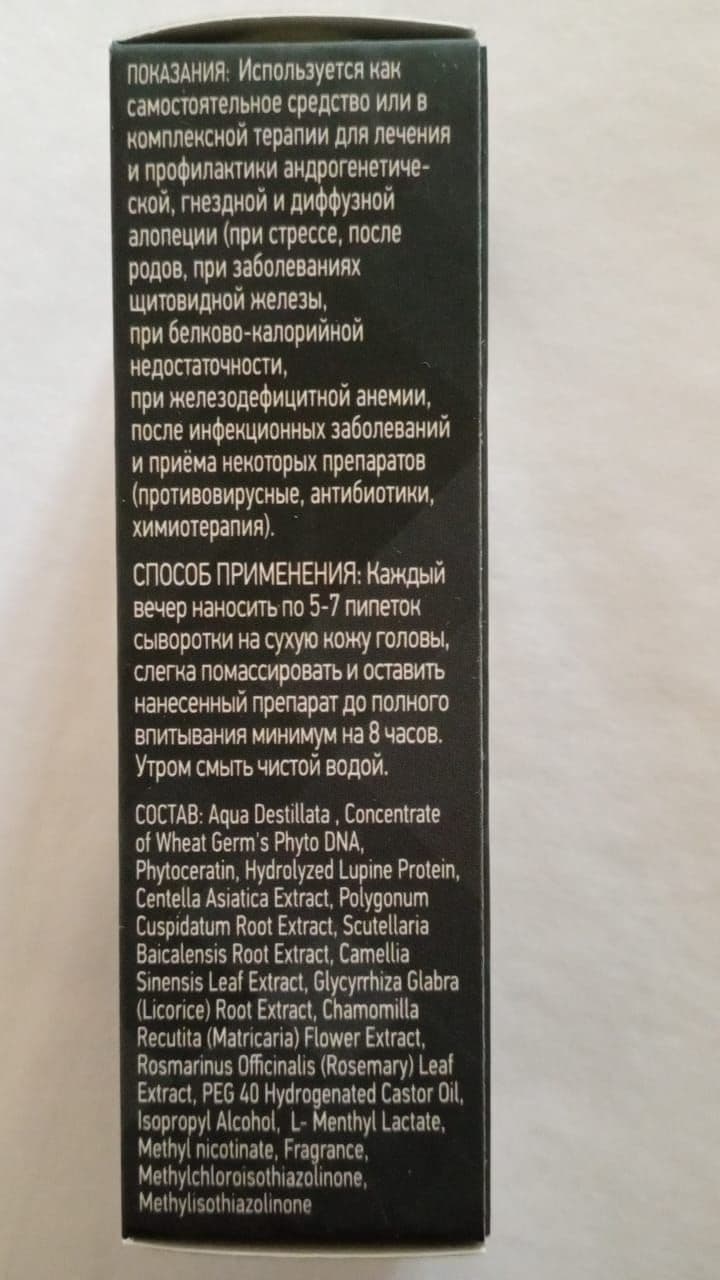 ПОКАЗАНИЯ: Используется как
самостоятельное средство или в
комплексной терапии для лечения
и профилактики андрогенетиче-
ской, гнездной и диффузной
алопеции (при стрессе, после
родов, при заболеваниях
щитовидной железы,
при белково-калорийной
недостаточности,
при железодефицитной анемии,
после инфекционных заболеваний
и приёма некоторых препаратов
(противовирусные, антибиотики,
химиотерапия).
СПОСОБ ПРИМЕНЕНИЯ: Каждый
вечер наносить по 5-7 пипеток
сыворотки на сухую кожу головы,
слегка помассировать и оставить
нанесенный препарат до полного
впитывания минимум на 8 часов.
Утром смыть чистой водой.
СОСТАВ: Aqua Destillata , Concentrate
of Wheat Germ's Phyto DNA,
Phytoceratin, Hydrolyzed Lupine Protein,
Centella Asiatica Extract, Polygonum
Cuspidatum Root Extract, Scutellaria
Baicalensis Root Extract, Camellia
Sinensis Leaf Extract, Glycyrrhiza Glabra
(Licorice) Root Extract, Chamomilla
Recutita (Matricaria) Flower Extract,
Rosmarinus Officinalis (Rosemary) Leaf
Extract, PEG 40 Hydrogenated Castor Oil,
Isopropyl Alcohol, L- Menthyl Lactate,
Methyl nicotinate, Fragrance,
Methylchloroisothiazolinone,
Methylisothiazolinone